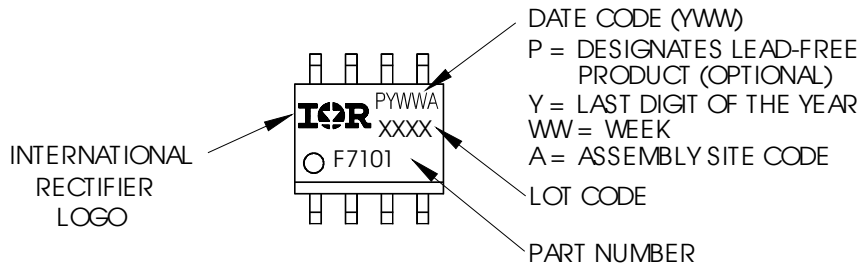 DATE CODE (YWW)
P = DESIGNATES LEAD-FREE
PRODUCT (OPTIONAL)
Y = LAST DIGIT OF THE YEAR
WW = WEEK
A = ASSEMBLY SITE CODE
LOT CODE
PART NUMBER
INTERNATIONAL
RECTIFIER
LOGO
IOR
PYWWA
XXXX
F7101